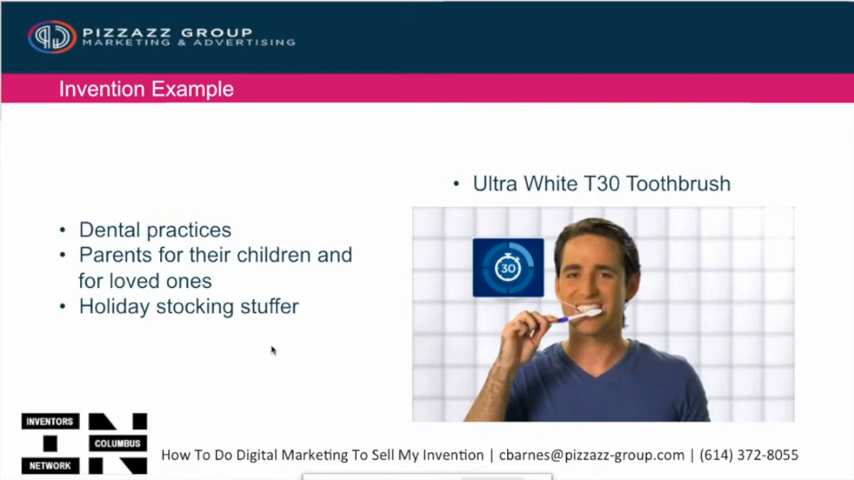 PIZZAZZ GROUP
MARKETING & ADVERTISING
Invention Example
• Dental practices
• Parents for their children and
for loved ones
• Holiday stocking stuffer
• Ultra White T30 Toothbrush
30
INVENTORS
COLUMBUS
NETWORK
IN
How To Do Digital Marketing To Sell My Invention | cbarnes@pizzazz-group.com | (614) 372-8055